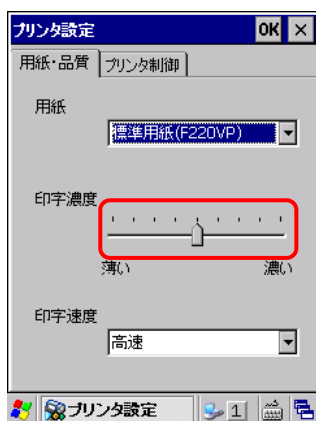 プリンタ設定 OK ×
用紙・品質 プリンタ制御
用紙
標準用紙(F220VP)
印字濃度
薄い 濃い
印字速度
高速
プリンタ設定 1